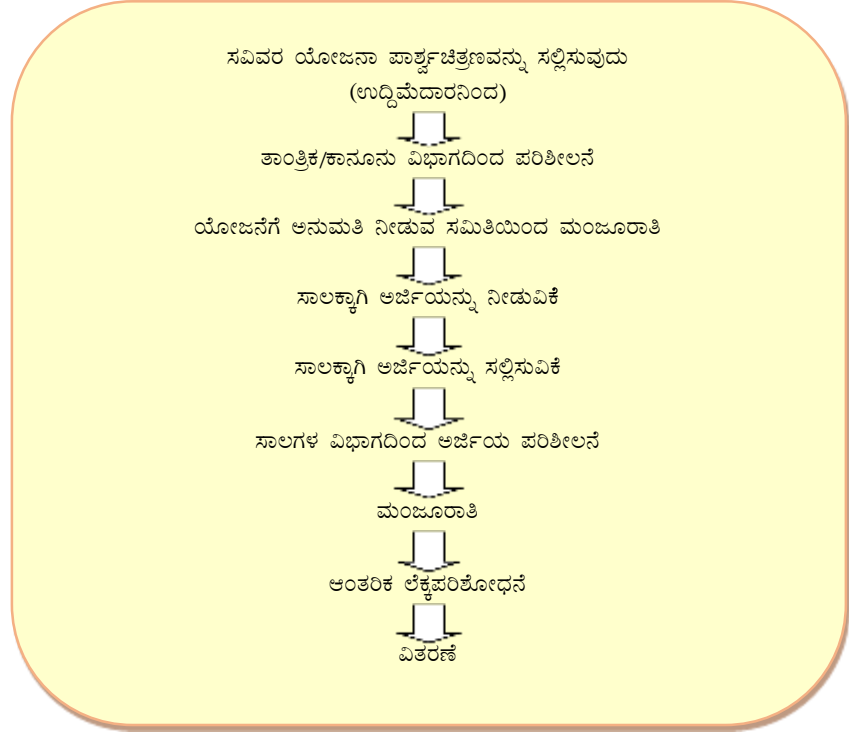 ಸವಿವರ ಯೋಜನಾ ಪಾರ್ಶ್ವಚಿತ್ರಣವನ್ನು ಸಲ್ಲಿಸುವುದು
(ಉದ್ದಿಮೆದಾರನಿಂದ)
ತಾಂತ್ರಿಕ/ಕಾನೂನು ವಿಭಾಗದಿಂದ ಪರಿಶೀಲನೆ
ಯೋಜನೆಗೆ ಅನುಮತಿ ನೀಡುವ ಸಮಿತಿಯಿಂದ ಮಂಜೂರಾತಿ
ಸಾಲಕ್ಕಾಗಿ ಅರ್ಜಿಯನ್ನು ನೀಡುವಿಕೆ
ಸಾಲಕ್ಕಾಗಿ ಅರ್ಜಿಯನ್ನು ಸಲ್ಲಿಸುವಿಕೆ
ಸಾಲಗಳ ವಿಭಾಗದಿಂದ ಅರ್ಜಿಯ ಪರಿಶೀಲನೆ
ಮಂಜೂರಾತಿ
ಆಂತರಿಕ ಲೆಕ್ಕಪರಿಶೋಧನೆ
ವಿತರಣೆ